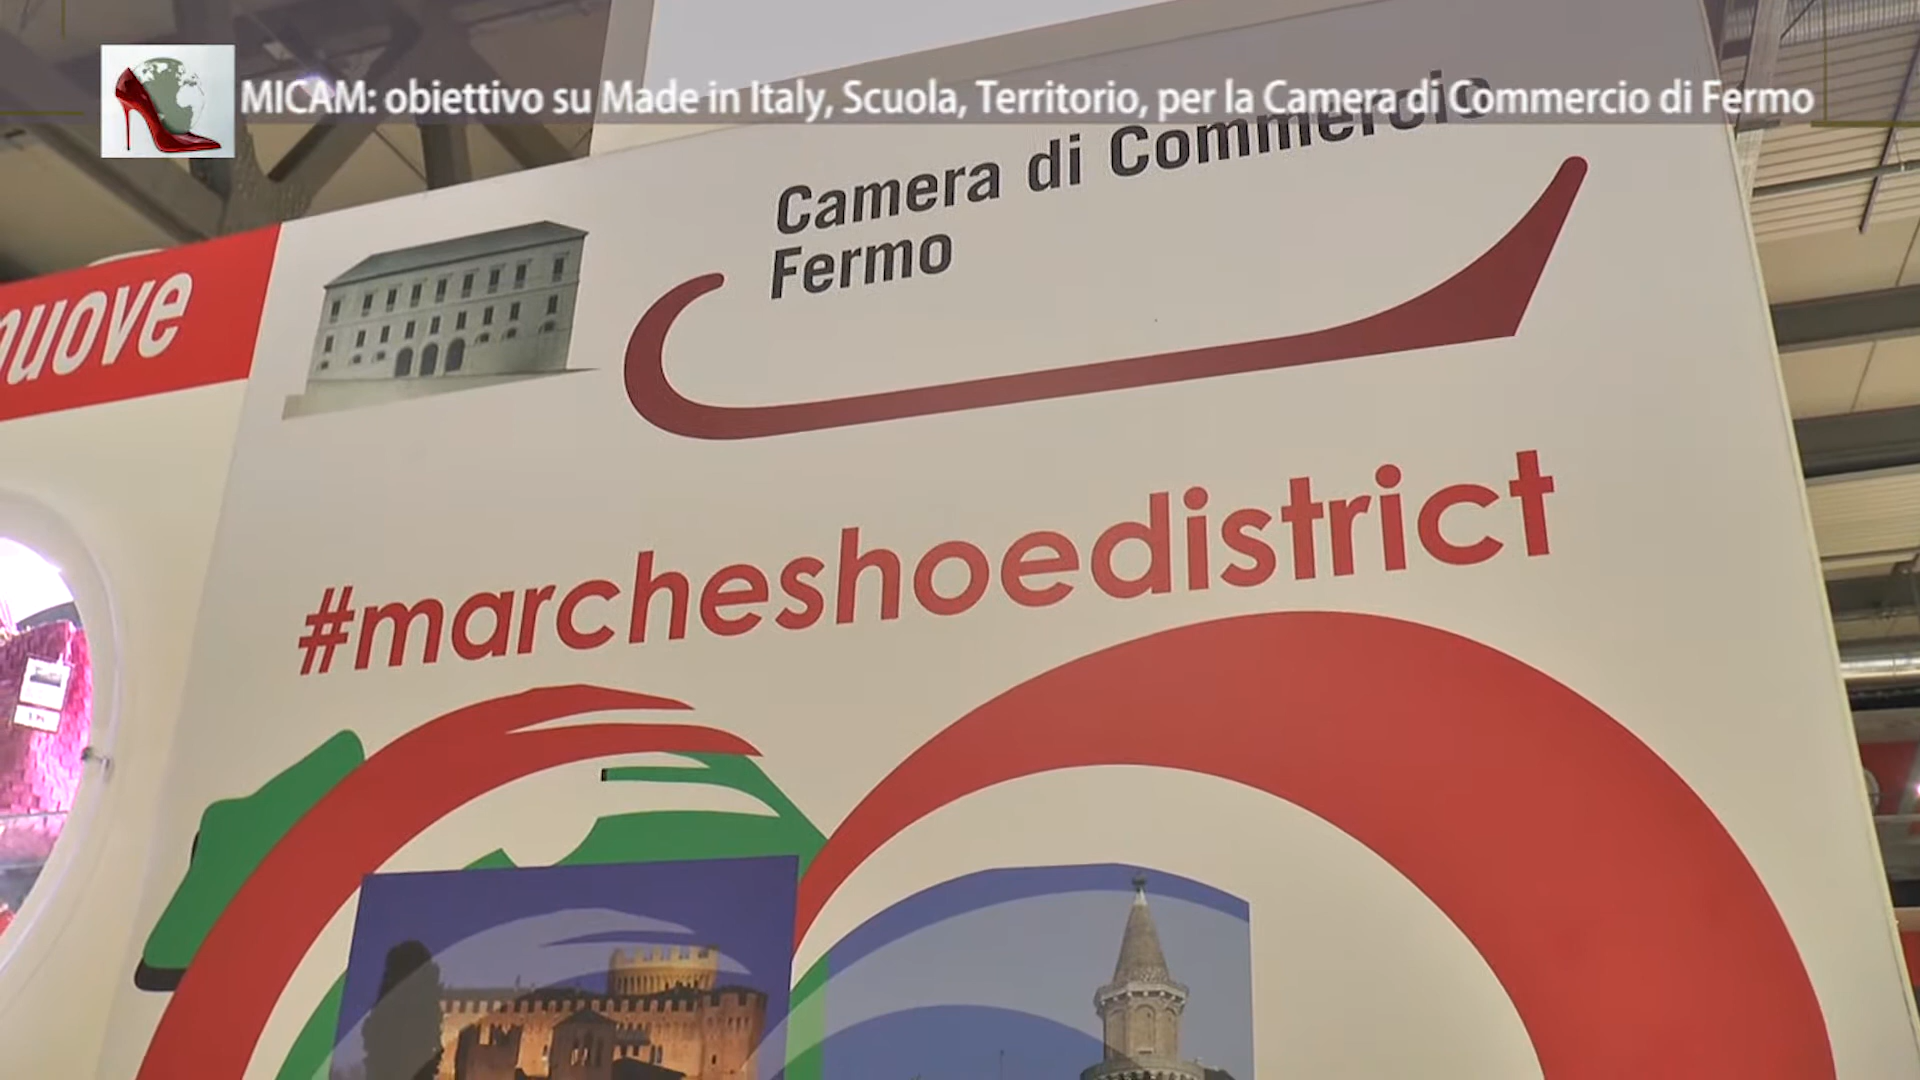 MICAM: obiettivo su Made in Italy, Scuola, Territorio, per la Camera di Commercio di Fermo
Camera di Commercio
Fermo
nuove
#marcheshoedistrict